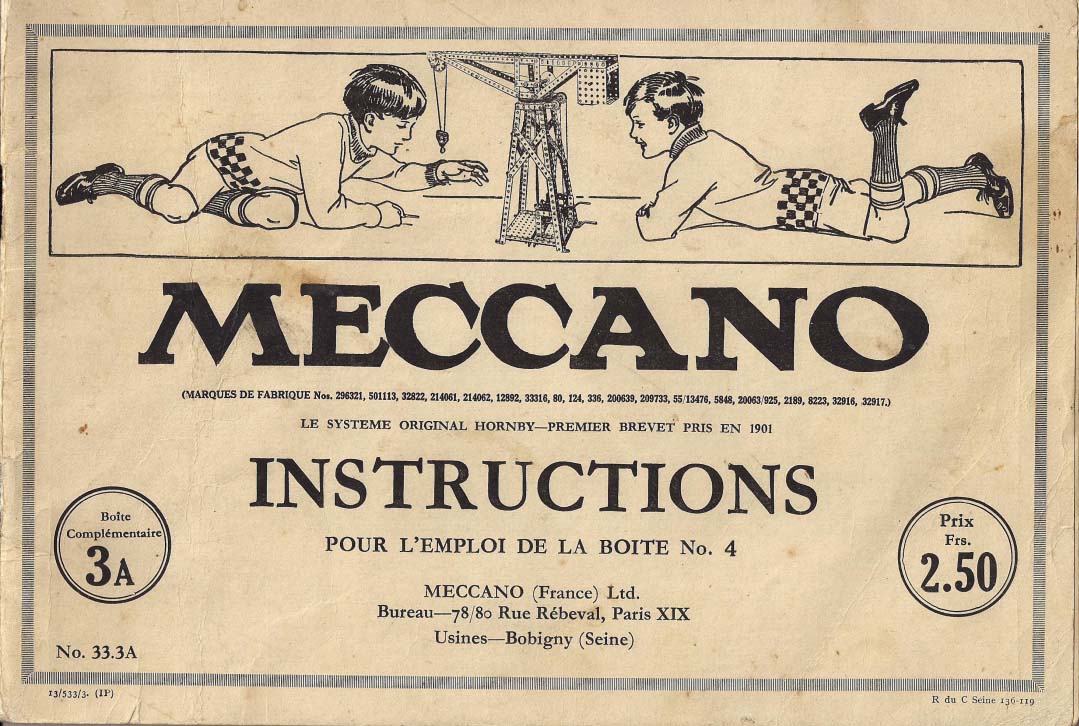 MECCANO
(MARQUES DE FABRIQUE Nos. 296321, 501113, 32822, 214061, 214062, 12892, 33316, 80, 124, 336, 200639, 209733, 55/13476, 5848, 20063/925, 2189, 8223, 32916, 32917.)
LE SYSTEME ORIGINAL HORNBY—PREMIER BREVET PRIS EN 1901
INSTRUCTIONS
POUR L'EMPLOI DE LA BOITE No. 4
Boîte
Complémentaire
3A
Prix
Frs.
2.50
MECCANO (France) Ltd.
Bureau—78/80 Rue Rébeval, Paris XIX
Usines—Bobigny (Seine)
No. 33.3A
13/533/3. (IP)
R du C Seine 136-119